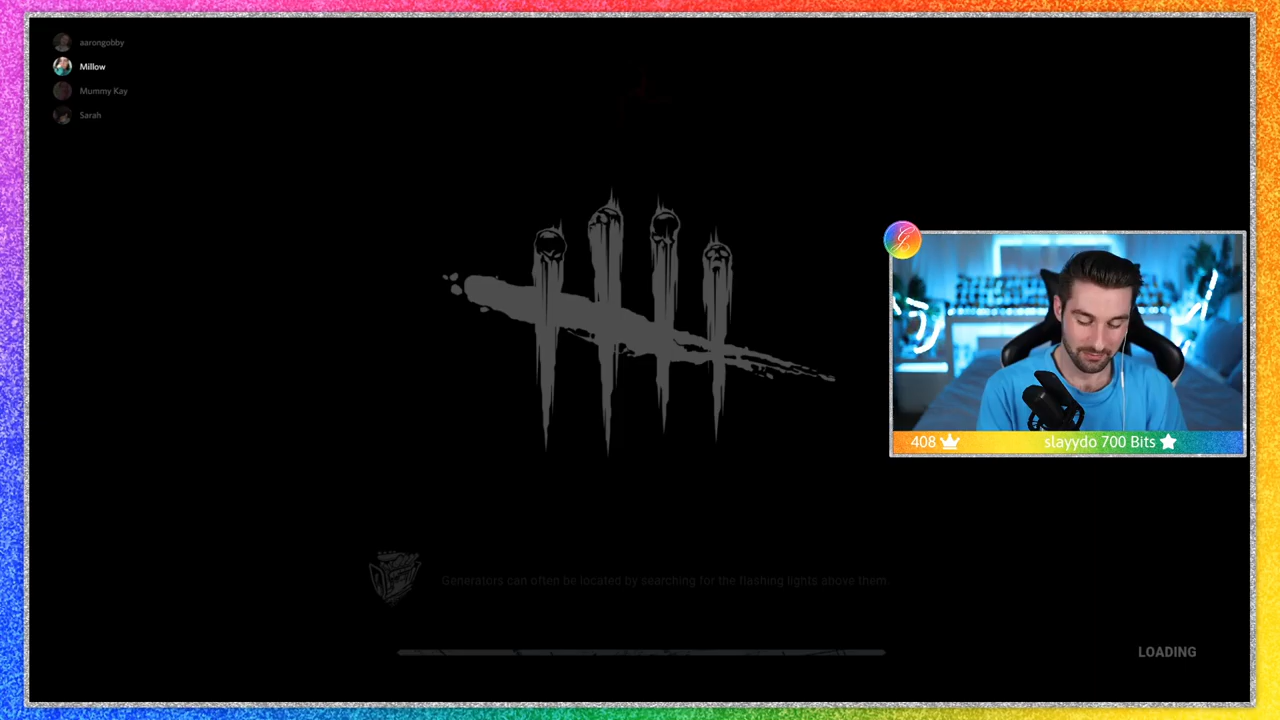 aarongobby
Millow
Mummy Kay
Sarah
408
slayydo 700 Bits
Generators can often be located by searching for the flashing lights above them.
LOADING